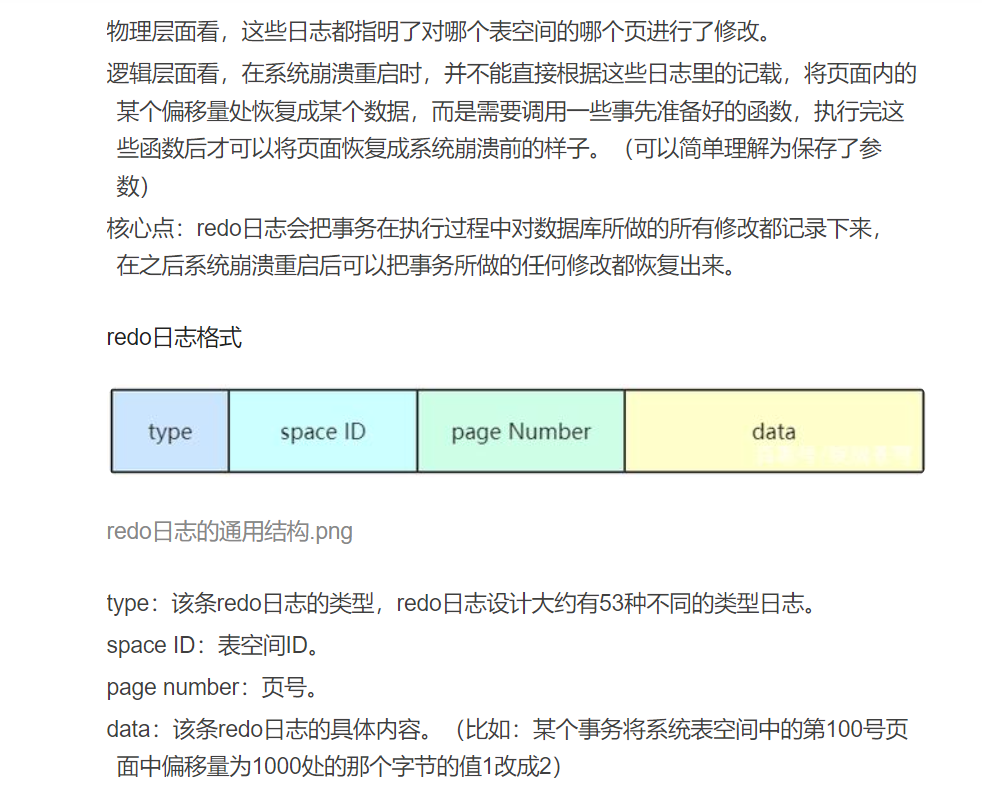 物理层面看，这些日志都指明了对哪个表空间的哪个页进行了修改。
逻辑层面看，在系统崩溃重启时，并不能直接根据这些日志里的记载，将页面内的
某个偏移量处恢复成某个数据，而是需要调用一些事先准备好的函数，执行完这
些函数后才可以将页面恢复成系统崩溃前的样子。（可以简单理解为保存了参
数）
核心点：redo日志会把事务在执行过程中对数据库所做的所有修改都记录下来，
在之后系统崩溃重启后可以把事务所做的任何修改都恢复出来。
redo日志格式
type space ID page Number data
redo日志的通用结构.png
type：该条redo日志的类型，redo日志设计大约有53种不同的类型日志。
space ID：表空间ID。
page number：页号。
data：该条redo日志的具体内容。（比如：某个事务将系统表空间中的第100号页
面中偏移量为1000处的那个字节的值1改成2）